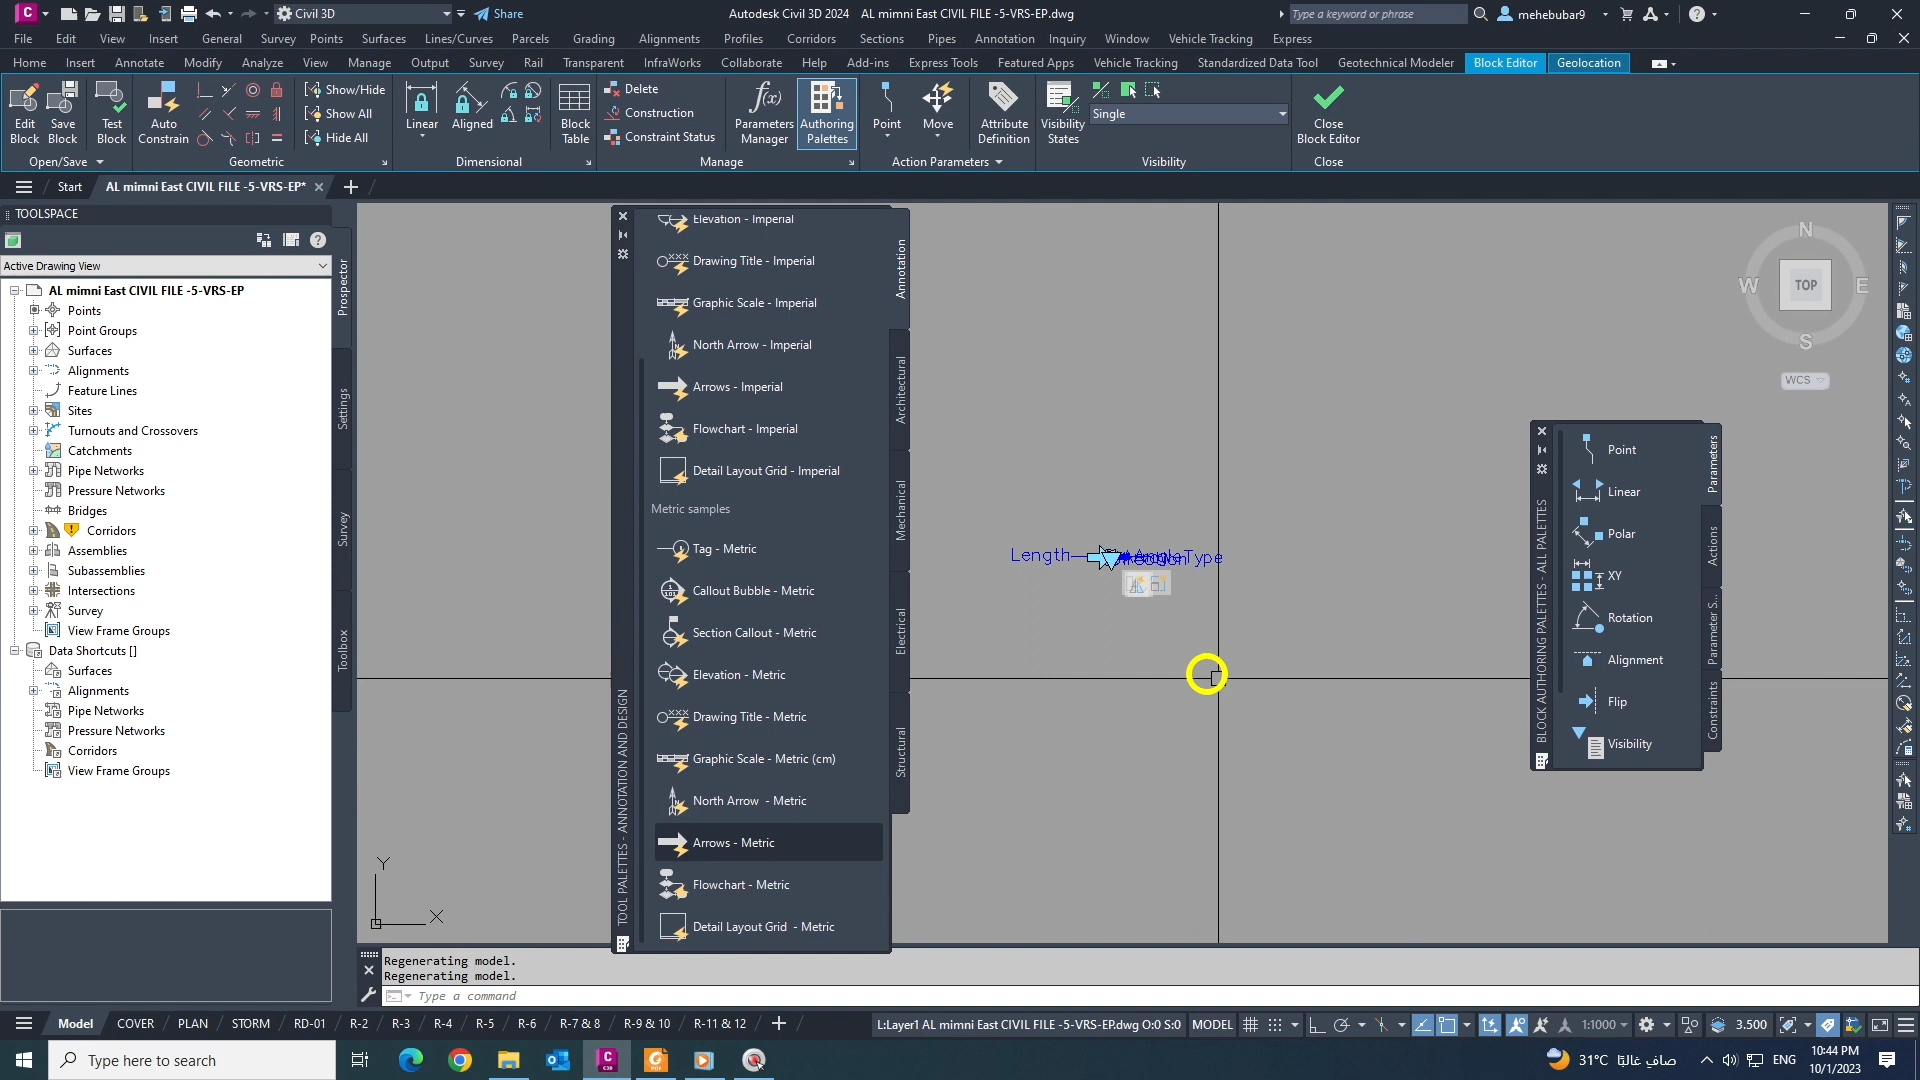 Civil 3D
Share
Autodesk Civil 3D 2024 AL mimni East CIVIL FILE -5-VRS-EP.dwg
Type a keyword or phrase
mehebubar9
File Edit View Insert General Survey Points Surfaces Lines/Curves Parcels Grading Alignments Profiles Corridors Sections Pipes Annotation Inquiry Window Vehicle Tracking Express
Home Insert Annotate Modify Analyze View Manage Output Survey Rail Transparent InfraWorks Collaborate Help Add-ins Express Tools Featured Apps Vehicle Tracking Standardized Data Tool Geotechnical Modeler Block Editor Geolocation
Edit Block
Save Block
Test Block
Auto Constrain
Show/Hide
Show All
Hide All
Linear
Aligned
Block Table
Delete
Construction
Constraint Status
Parameters Manager
Authoring Palettes
Point
Move
Attribute Definition
Visibility States
Single
Close Block Editor
Open/Save
Geometric
Dimensional
Manage
Action Parameters
Visibility
Close
Start
AL mimni East CIVIL FILE -5-VRS-EP*
TOOLSPACE
Active Drawing View
AL mimni East CIVIL FILE -5-VRS-EP
Points
Point Groups
Surfaces
Alignments
Feature Lines
Sites
Turnouts and Crossovers
Catchments
Pipe Networks
Pressure Networks
Bridges
Corridors
Assemblies
Subassemblies
Intersections
Survey
View Frame Groups
Data Shortcuts []
Surfaces
Alignments
Pipe Networks
Pressure Networks
Corridors
View Frame Groups
Prospector
Settings
Survey
Toolbox
TOOL PALETTES - ANNOTATION AND DESIGN
Elevation - Imperial
Drawing Title - Imperial
Graphic Scale - Imperial
North Arrow - Imperial
Arrows - Imperial
Flowchart - Imperial
Detail Layout Grid - Imperial
Metric samples
Tag - Metric
Callout Bubble - Metric
Section Callout - Metric
Elevation - Metric
Drawing Title - Metric
Graphic Scale - Metric (cm)
North Arrow - Metric
Arrows - Metric
Flowchart - Metric
Detail Layout Grid - Metric
Annotation
Architectural
Mechanical
Electrical
Structural
Length
Type
N
W
TOP
E
S
WCS
BLOCK AUTHORING PALETTES - ALL PALETTES
Point
Linear
Polar
XY
Rotation
Alignment
Flip
Visibility
Parameters
Actions
Parameter S...
Constraints
Y
X
Regenerating model.
Regenerating model.
Type a command
Model COVER PLAN STORM RD-01 R-2 R-3 R-4 R-5 R-6 R-7 & 8 R-9 & 10 R-11 & 12
L:Layer1 AL mimni East CIVIL FILE -5-VRS-EP.dwg O:0 S:0 MODEL
1:1000
3.500
Type here to search
31°C صاف غالبًا
ENG
10:44 PM
10/1/2023